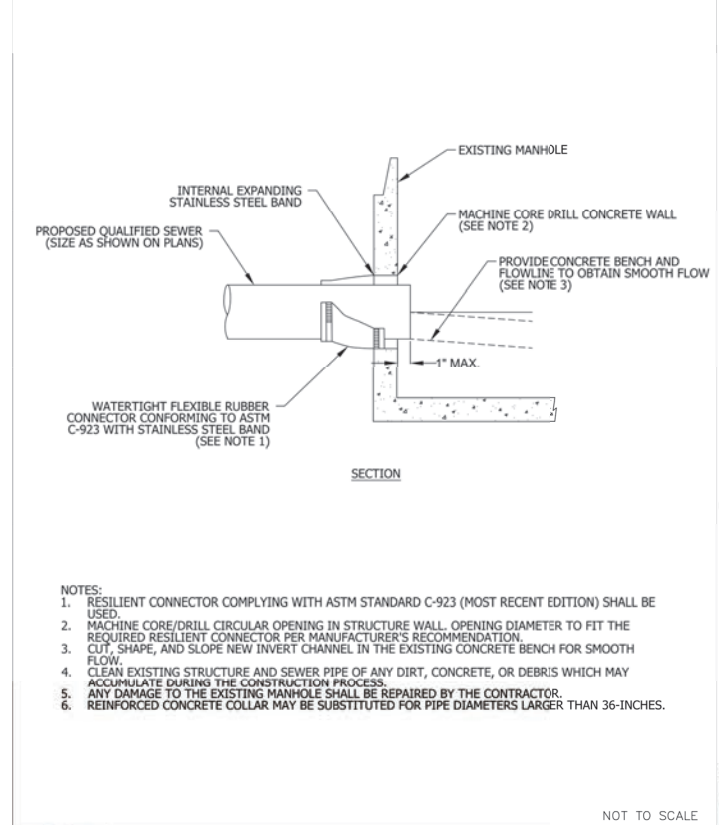 EXISTING MANHOLE
INTERNAL EXPANDING
STAINLESS STEEL BAND
MACHINE CORE DRILL CONCRETE WALL
(SEE NOTE 2)
PROPOSED QUALIFIED SEWER
(SIZE AS SHOWN ON PLANS)
PROVIDE CONCRETE BENCH AND
FLOWLINE TO OBTAIN SMOOTH FLOW
(SEE NOTE 3)
1" MAX.
WATERTIGHT FLEXIBLE RUBBER
CONNECTOR CONFORMING TO ASTM
C-923 WITH STAINLESS STEEL BAND
(SEE NOTE 1)
SECTION
NOTES:
1. RESILIENT CONNECTOR COMPLYING WITH ASTM STANDARD C-923 (MOST RECENT EDITION) SHALL BE
USED.
2. MACHINE CORE/DRILL CIRCULAR OPENING IN STRUCTURE WALL. OPENING DIAMETER TO FIT THE
REQUIRED RESILIENT CONNECTOR PER MANUFACTURER'S RECOMMENDATION.
3. CUT, SHAPE, AND SLOPE NEW INVERT CHANNEL IN THE EXISTING CONCRETE BENCH FOR SMOOTH
FLOW.
4. CLEAN EXISTING STRUCTURE AND SEWER PIPE OF ANY DIRT, CONCRETE, OR DEBRIS WHICH MAY
ACCUMULATE DURING THE CONSTRUCTION PROCESS.
5. ANY DAMAGE TO THE EXISTING MANHOLE SHALL BE REPAIRED BY THE CONTRACTOR.
6. REINFORCED CONCRETE COLLAR MAY BE SUBSTITUTED FOR PIPE DIAMETERS LARGER THAN 36-INCHES.
NOT TO SCALE